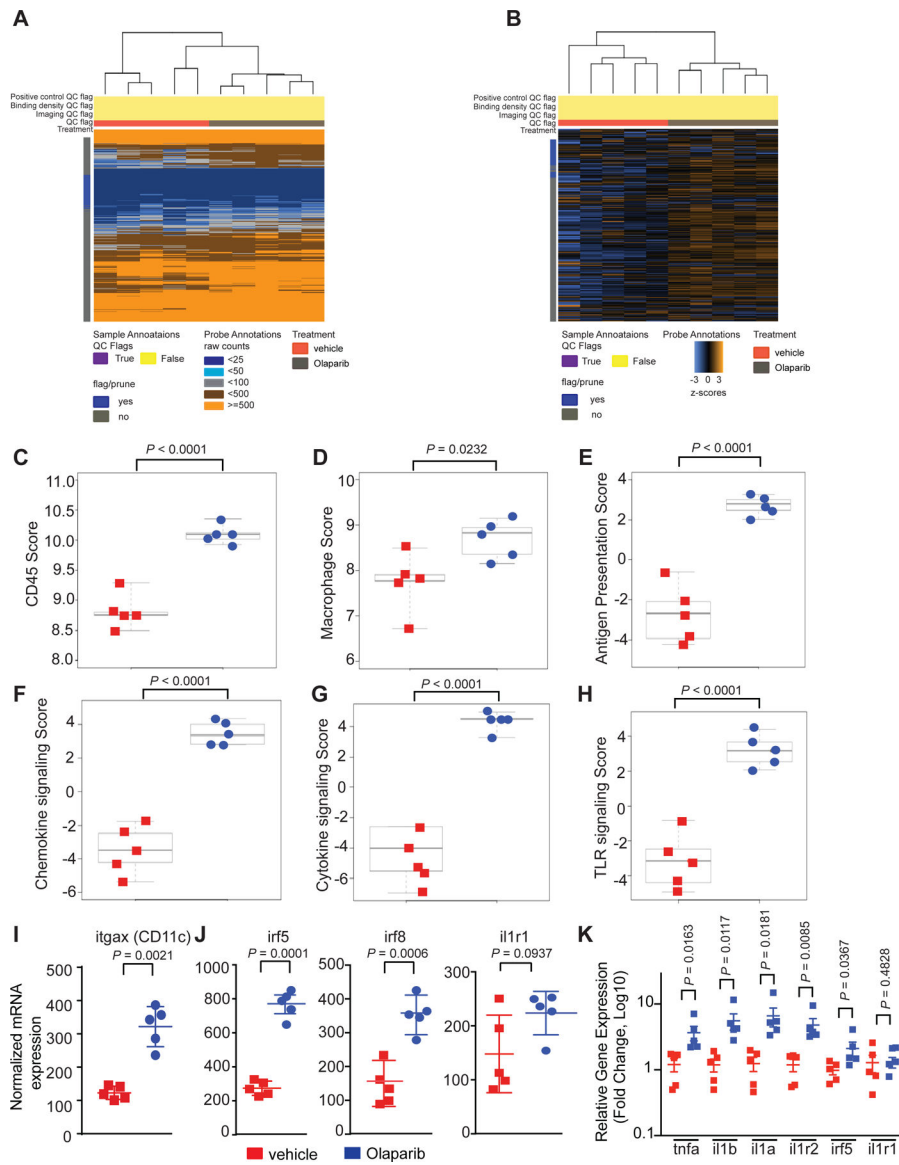 A
Positive control QC flag
Binding density QC flag
Imaging QC flag
QC flag
Treatment
Sample Annoataions
QC Flags
True
False
flag/prune
yes
no
Probe Annotations
raw counts
<25
<50
<100
<500
>=500
Treatment
vehicle
Olaparib
B
Positive control QC flag
Binding density QC flag
Imaging QC flag
QC flag
Treatment
Sample Annoataions
QC Flags
True
False
flag/prune
yes
no
Probe Annotations
-3 0 3
z-scores
Treatment
vehicle
Olaparib
C
P < 0.0001
CD45 Score
11.0
10.5
10.0
9.5
9.0
8.5
8.0
D
P = 0.0232
Macrophage Score
9
8
7
6
E
P < 0.0001
Antigen Presentation Score
4
2
0
-2
-4
F
P < 0.0001
Chemokine signaling Score
4
2
0
-2
-4
-6
G
P < 0.0001
Cytokine signaling Score
4
2
0
-2
-4
-6
H
P < 0.0001
TLR signaling Score
4
2
0
-2
-4
I
itgax (CD11c)
P = 0.0021
Normalized mRNA
expression
500
400
300
200
100
0
J
irf5
P = 0.0001
1000
800
600
400
200
0
irf8
P = 0.0006
500
400
300
200
100
0
il1r1
P = 0.0937
300
200
100
0
vehicle
Olaparib
K
P = 0.0163
P = 0.0117
P = 0.0181
P = 0.0085
P = 0.0367
P = 0.4828
Relative Gene Expression
(Fold Change, Log10)
10
1
0.1
tnfa
il1b
il1a
il1r2
irf5
il1r1